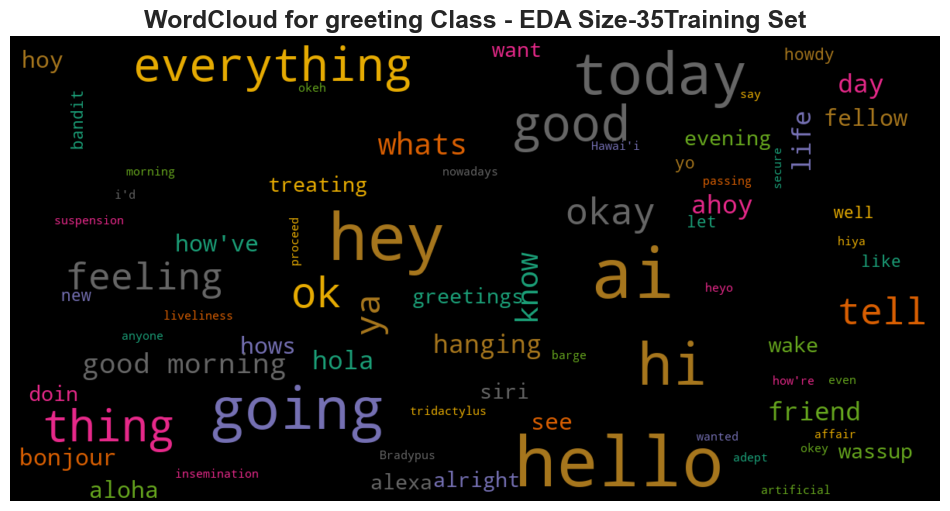 WordCloud for greeting Class - EDA Size-35Training Set
hoy
everything
want
today
howdy
day
okeh
say
bandit
good
life
fellow
whats
Hawai'i
evening
morning
treating
nowadays
yo
secure
passing
i'd
ahoy
suspension
how've
proceed
hey
okay
let
well
hiya
feeling
know
ai
like
new
ok
ya
greetings
heyo
liveliness
tell
anyone
hows
hanging
hi
wake
good morning
hola
barge
doin
siri
how're
even
thing
going
tridactylus
see
friend
bonjour
Bradypus
hello
wanted
affair
insemination
adept
okey
wassup
aloha
alexa
alright
artificial